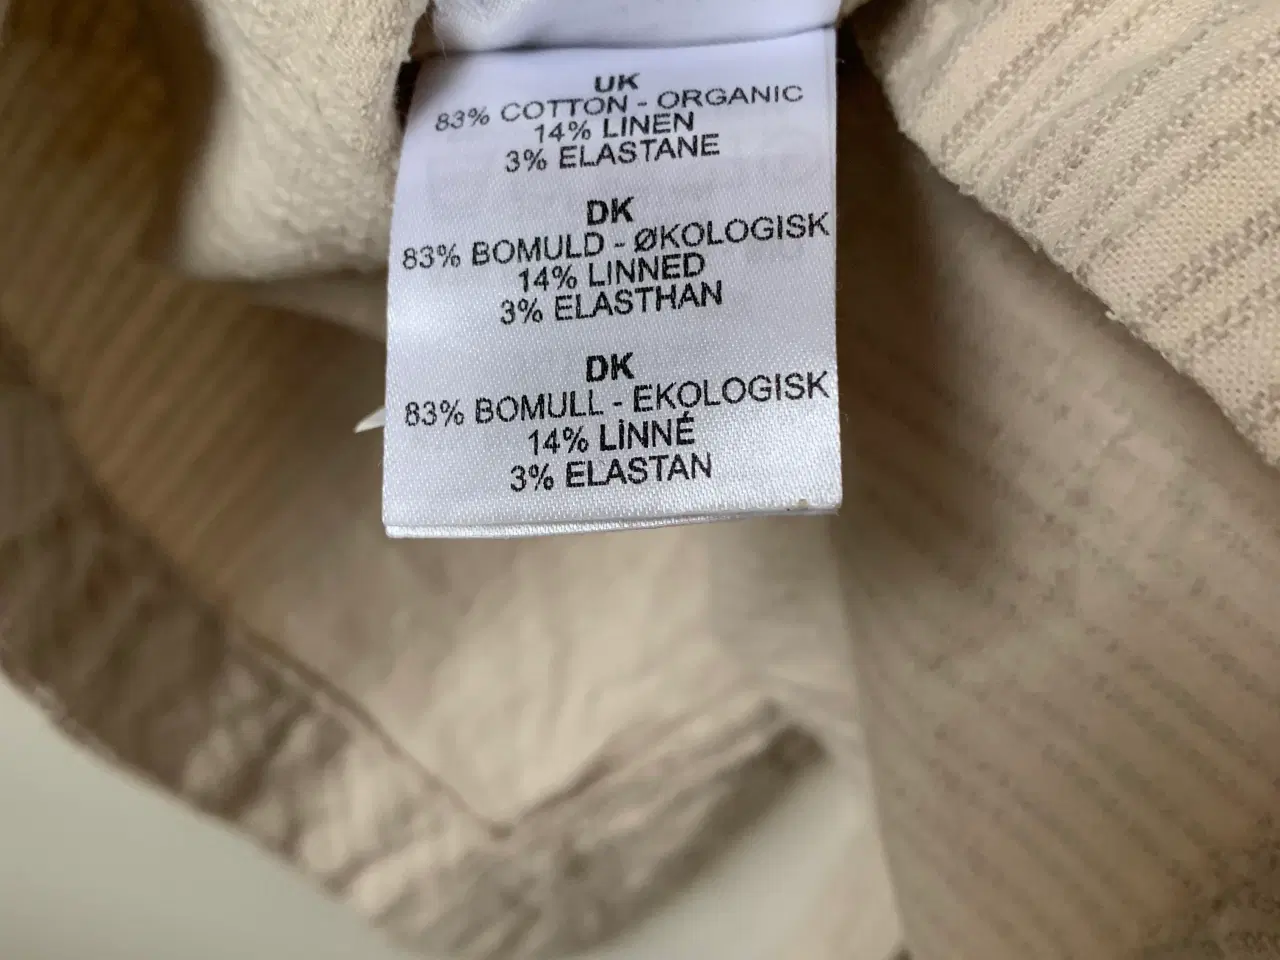 UK
83% COTTON - ORGANIC
14% LINEN
3% ELASTANE
DK
83% BOMULD - ØKOLOGISK
14% LINNED
3% ELASTHAN
DK
83% BOMULL - EKOLOGISK
14% LINNÉ
3% ELASTAN